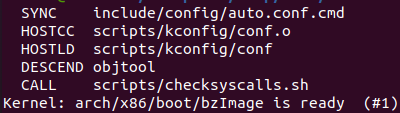 SYNC include/config/auto.conf.cmd
HOSTCC scripts/kconfig/conf.o
HOSTLD scripts/kconfig/conf
DESCEND objtool
CALL scripts/checksyscalls.sh
Kernel: arch/x86/boot/bzImage is ready (#1)